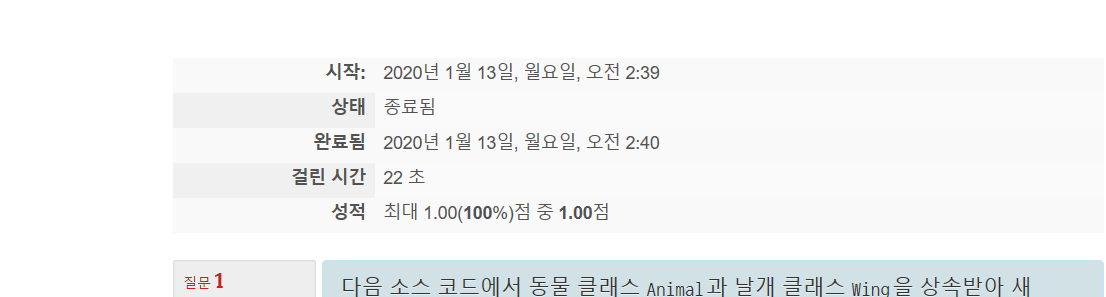 시작: 2020년 1월 13일, 월요일, 오전 2:39
상태 종료됨
완료됨 2020년 1월 13일, 월요일, 오전 2:40
걸린 시간 22 초
성적 최대 1.00(100%)점 중 1.00점
질문 1
다음 소스 코드에서 동물 클래스 Animal과 날개 클래스 Wing을 상속받아 새